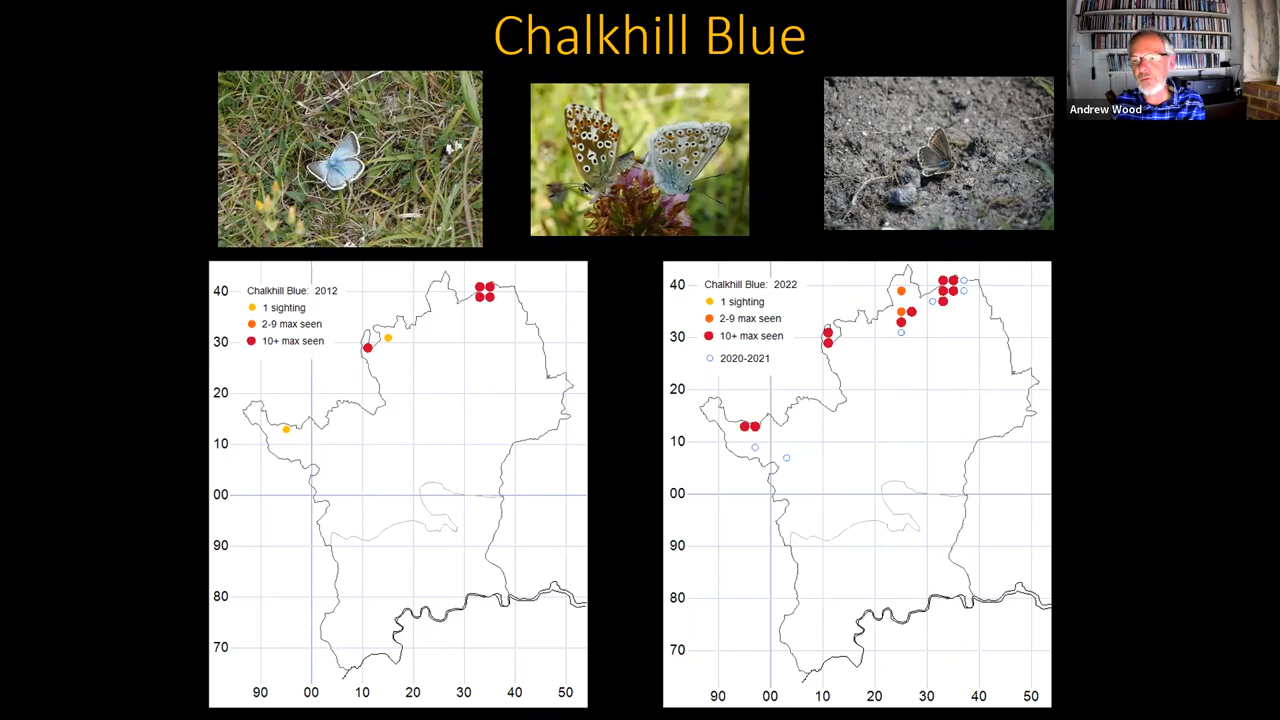 Chalkhill Blue
Andrew Wood
Chalkhill Blue: 2012
1 sighting
2-9 max seen
10+ max seen
40
30
20
10
00
90
80
70
90 00 10 20 30 40 50
Chalkhill Blue: 2022
1 sighting
2-9 max seen
10+ max seen
2020-2021
40
30
20
10
00
90
80
70
90 00 10 20 30 40 50